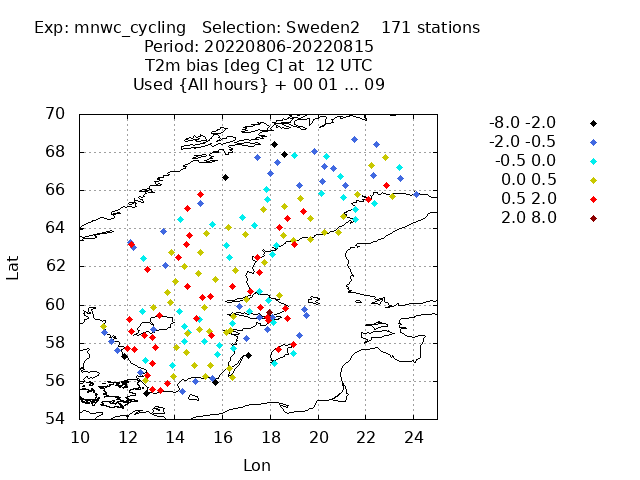 Exp: mnwc_cycling   Selection: Sweden2    171 stations
Period: 20220806-20220815
T2m bias [deg C] at  12 UTC
Used {All hours} + 00 01 ... 09
-8.0 -2.0
-2.0 -0.5
-0.5 0.0
0.0 0.5
0.5 2.0
2.0 8.0
70
68
66
64
62
60
58
56
54
Lat
10 12 14 16 18 20 22 24
Lon